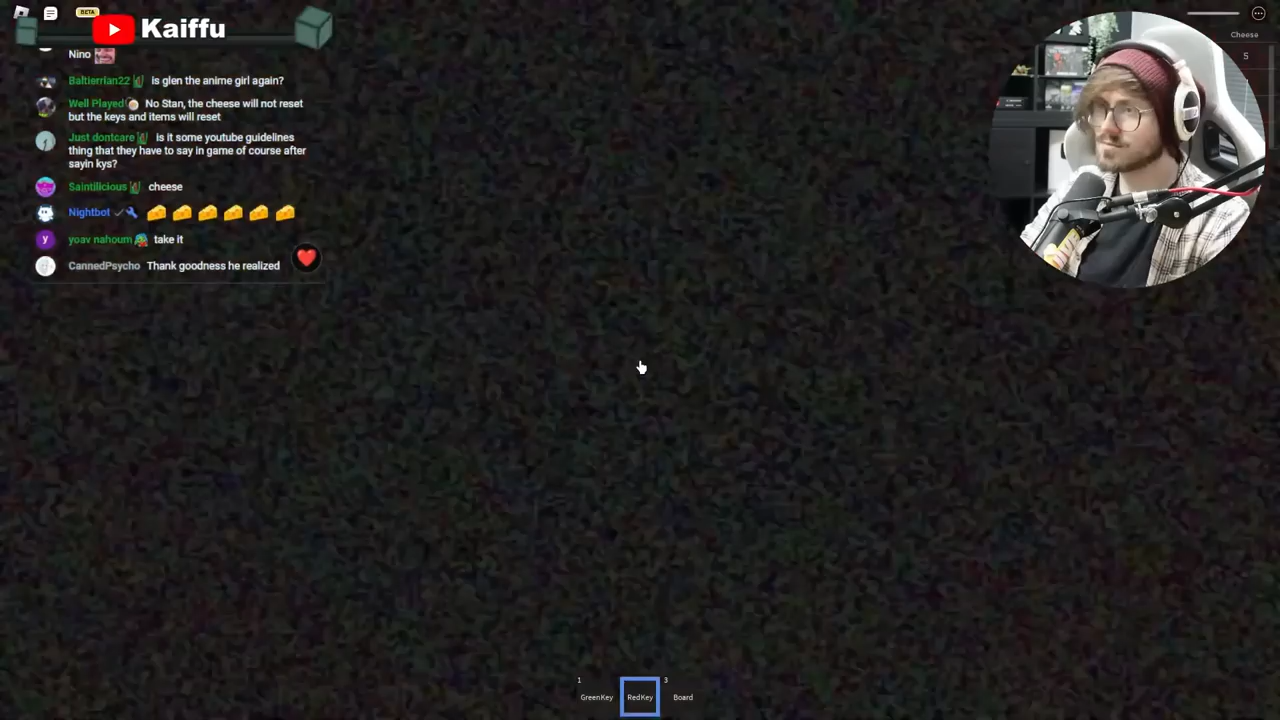 BETA
Kaiffu
Cheese
5
Nino
Baltierrian22 is glen the anime girl again?
Well Played No Stan, the cheese will not reset
but the keys and items will reset
Just dontcare is it some youtube guidelines
thing that they have to say in game of course after
sayin kys?
Saintilicious cheese
Nightbot
yoav nahoum take it
CannedPsycho Thank goodness he realized
1
GreenKey
RedKey
3
Board